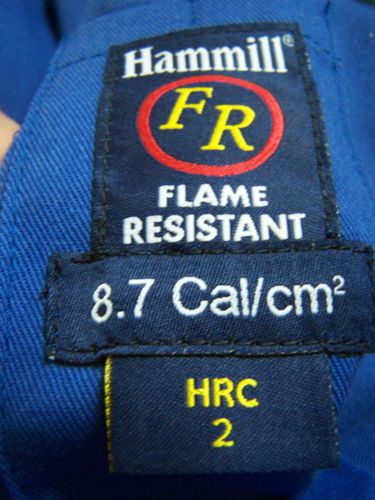 Hammill®
FR
FLAME
RESISTANT
8.7 Cal/cm²
HRC
2